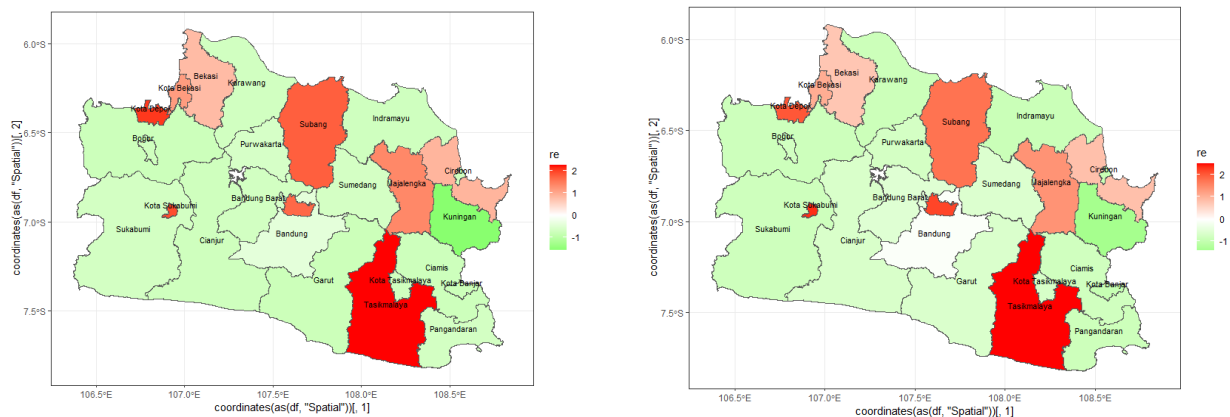 6.0°S
6.5°S
7.0°S
7.5°S
coordinates(as(df, "Spatial"))[, 2]
Bekasi
Kota Bekasi
Karawang
Kota Depok
Bogor
Subang
Indramayu
Purwakarta
Cirebon
Sumedang
Jajalengka
Bandung Barat
Kota Sukabumi
Sukabumi
Kuningan
Cianjur
Bandung
Garut
Ciamis
Kota Tasikmalaya
Kota Banjar
Tasikmalaya
Pangandaran
106.5°E
107.0°E
107.5°E
108.0°E
108.5°E
coordinates(as(df, "Spatial"))[, 1]
re
2
1
0
-1
6.0°S
6.5°S
7.0°S
7.5°S
coordinates(as(df, "Spatial"))[, 2]
Bekasi
Kota Bekasi
Karawang
Kota Depok
Bogor
Subang
Indramayu
Purwakarta
Cirebon
Sumedang
Jajalengka
Bandung Barat
Kota Sukabumi
Sukabumi
Kuningan
Cianjur
Bandung
Garut
Ciamis
Kota Tasikmalaya
Kota Banjar
Tasikmalaya
Pangandaran
106.5°E
107.0°E
107.5°E
108.0°E
108.5°E
coordinates(as(df, "Spatial"))[, 1]
re
2
1
0
-1